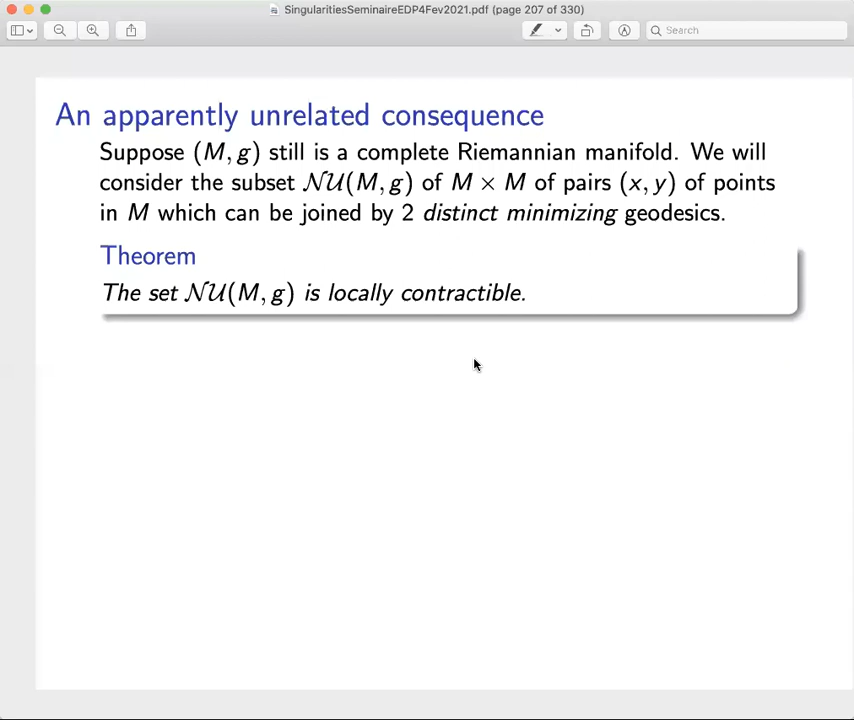 SingularitiesSeminaireEDP4Fev2021.pdf (page 207 of 330)
Search
An apparently unrelated consequence
Suppose (M, g) still is a complete Riemannian manifold. We will
consider the subset 𝒩𝒰(M, g) of M × M of pairs (x, y) of points
in M which can be joined by 2 distinct minimizing geodesics.
Theorem
The set 𝒩𝒰(M, g) is locally contractible.